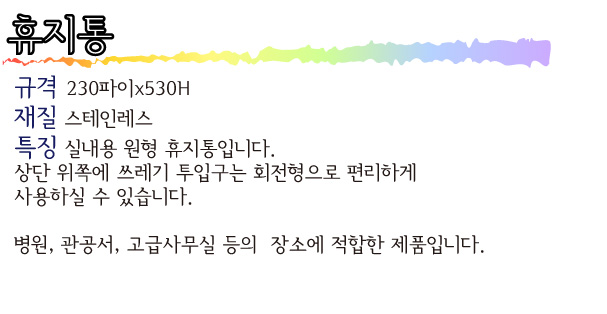 휴지통
규격 230파이x530H
재질 스테인레스
특징 실내용 원형 휴지통입니다.
상단 위쪽에 쓰레기 투입구는 회전형으로 편리하게
사용하실 수 있습니다.
병원, 관공서, 고급사무실 등의 장소에 적합한 제품입니다.